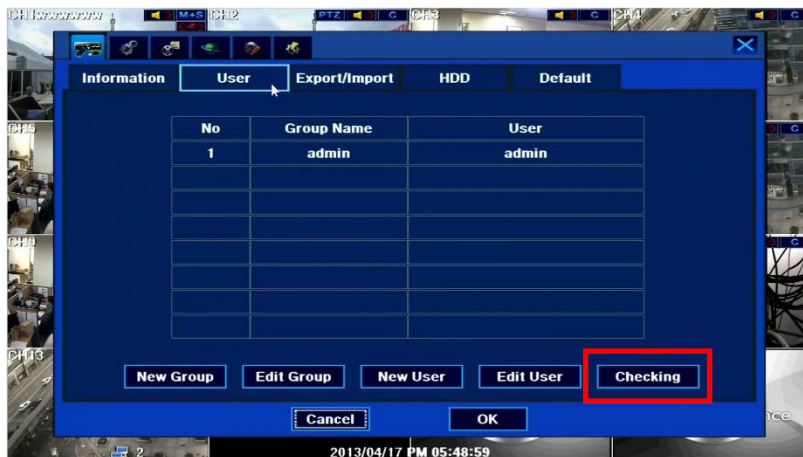 CH2 CH3 CH4
M+S PTZ C C C
Information User Export/Import HDD Default
CH5
No Group Name User
1 admin admin
CH9
CH13
New Group Edit Group New User Edit User Checking
Cancel OK
2 2013/04/17 PM 05:48:59